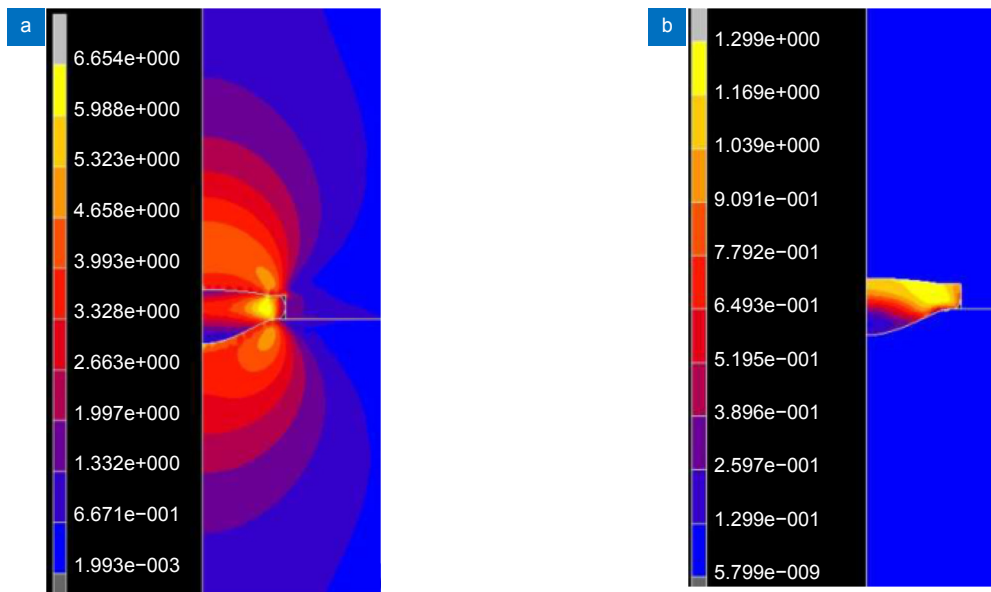 a
6.654e+000
5.988e+000
5.323e+000
4.658e+000
3.993e+000
3.328e+000
2.663e+000
1.997e+000
1.332e+000
6.671e−001
1.993e−003
b
1.299e+000
1.169e+000
1.039e+000
9.091e−001
7.792e−001
6.493e−001
5.195e−001
3.896e−001
2.597e−001
1.299e−001
5.799e−009